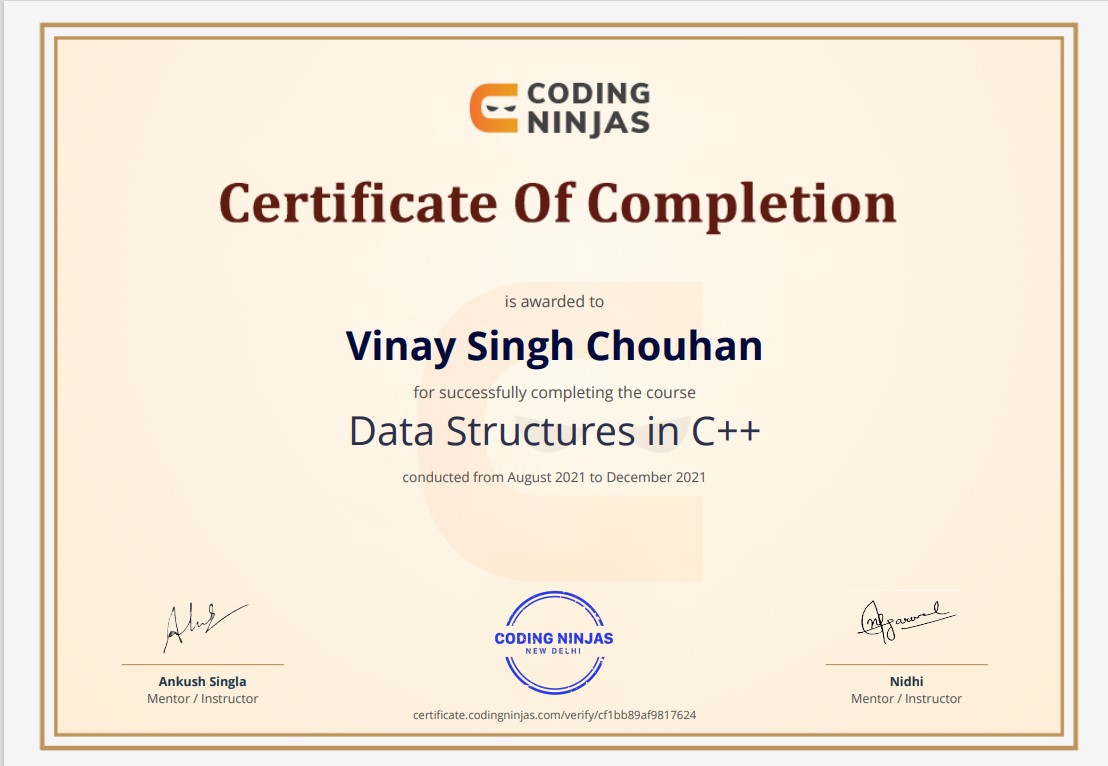 CODING
NINJAS
Certificate Of Completion
is awarded to
Vinay Singh Chouhan
for successfully completing the course
Data Structures in C++
conducted from August 2021 to December 2021
CODING NINJAS
NEW DELHI
Ankush Singla
Mentor / Instructor
Nidhi
Mentor / Instructor
certificate.codingninjas.com/verify/cf1bb89af9817624